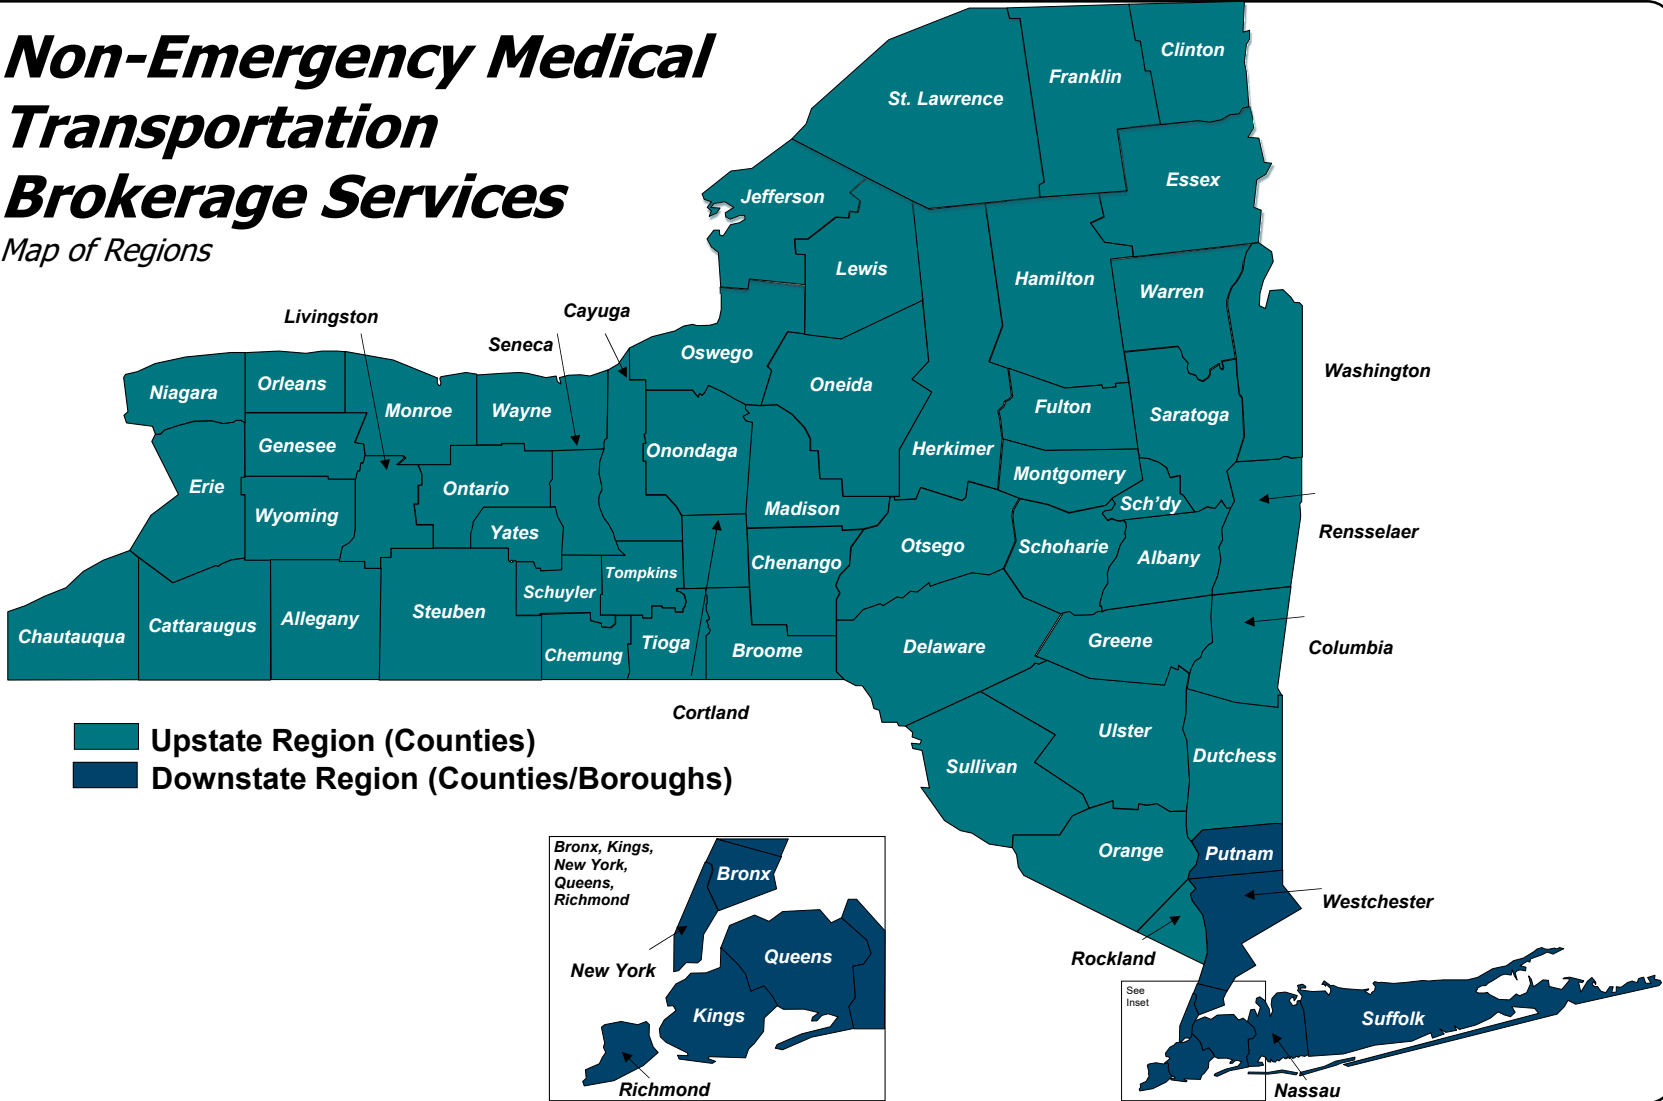 Non-Emergency Medical
Transportation
Brokerage Services
Map of Regions
Clinton
Franklin
St. Lawrence
Essex
Jefferson
Lewis
Hamilton
Warren
Livingston
Cayuga
Seneca
Oswego
Washington
Niagara
Orleans
Oneida
Monroe
Wayne
Fulton
Saratoga
Genesee
Onondaga
Herkimer
Montgomery
Erie
Ontario
Sch'dy
Wyoming
Madison
Yates
Rensselaer
Otsego
Schoharie
Albany
Chenango
Tompkins
Schuyler
Steuben
Allegany
Cattaraugus
Chautauqua
Tioga
Greene
Columbia
Delaware
Broome
Chemung
Cortland
Ulster
Upstate Region (Counties)
Dutchess
Sullivan
Downstate Region (Counties/Boroughs)
Bronx, Kings,
New York,
Queens,
Richmond
Orange
Putnam
Bronx
Westchester
Queens
Rockland
New York
See
Inset
Kings
Suffolk
Richmond
Nassau